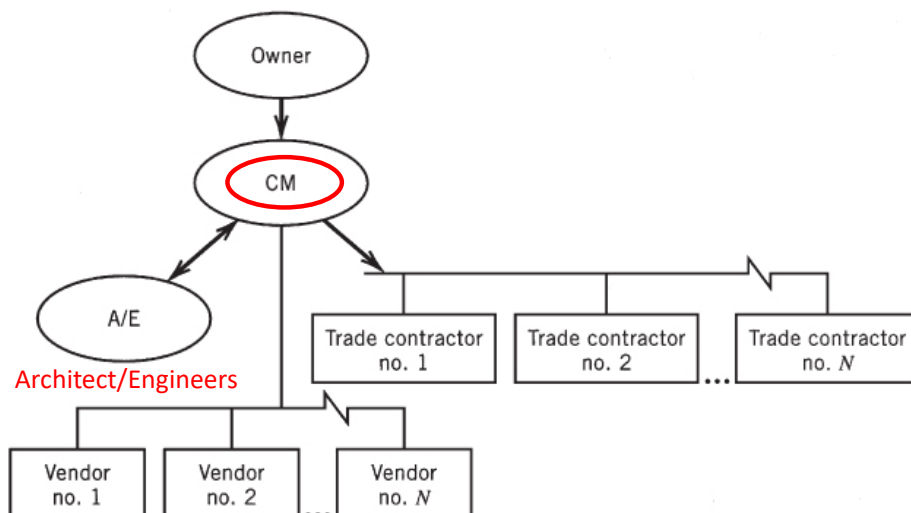 Owner
CM
A/E
Architect/Engineers
Trade contractor
no. 1
Trade contractor
no. 2
...
Trade contractor
no. N
Vendor
no. 1
Vendor
no. 2
...
Vendor
no. N